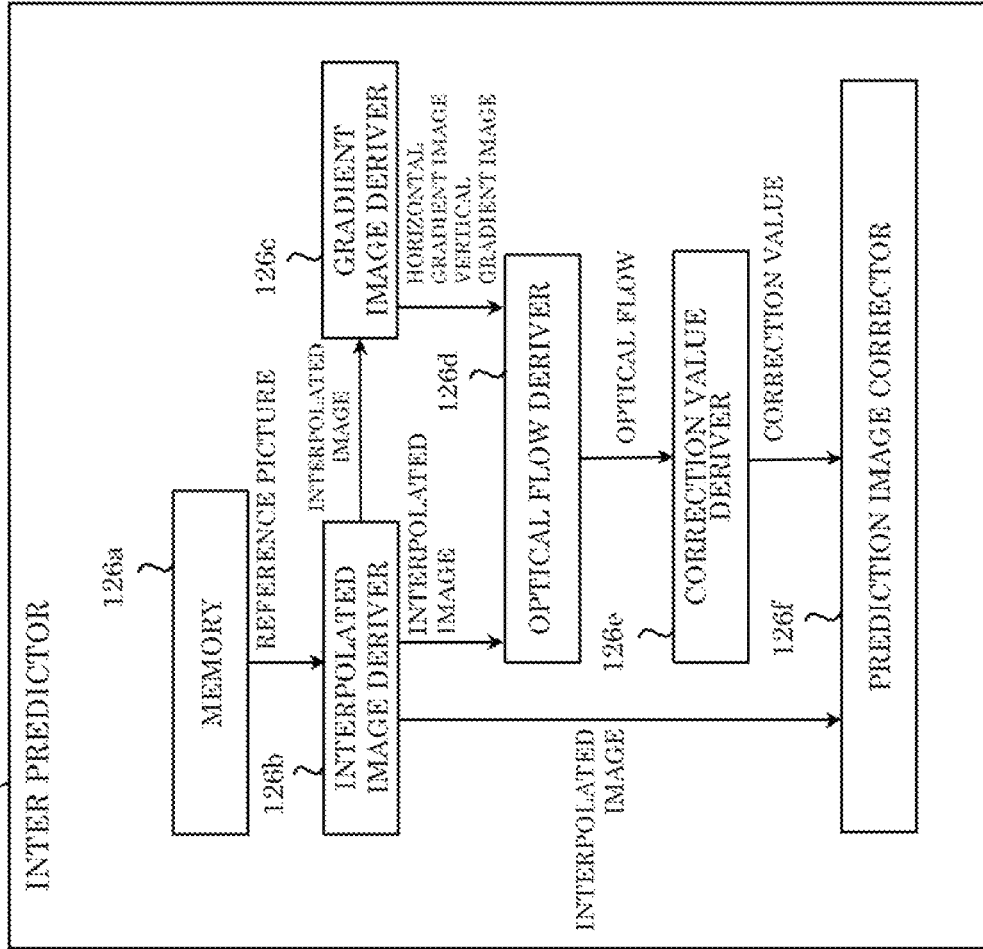 INTER PREDICTOR
126a
MEMORY
REFERENCE PICTURE
126b
INTERPOLATED
IMAGE DERIVER
INTERPOLATED
IMAGE
126c
GRADIENT
IMAGE DERIVER
INTERPOLATED
IMAGE
HORIZONTAL
GRADIENT IMAGE
VERTICAL
GRADIENT IMAGE
126d
OPTICAL FLOW DERIVER
OPTICAL FLOW
126e
CORRECTION VALUE
DERIVER
CORRECTION VALUE
INTERPOLATED
IMAGE
126f
PREDICTION IMAGE CORRECTOR